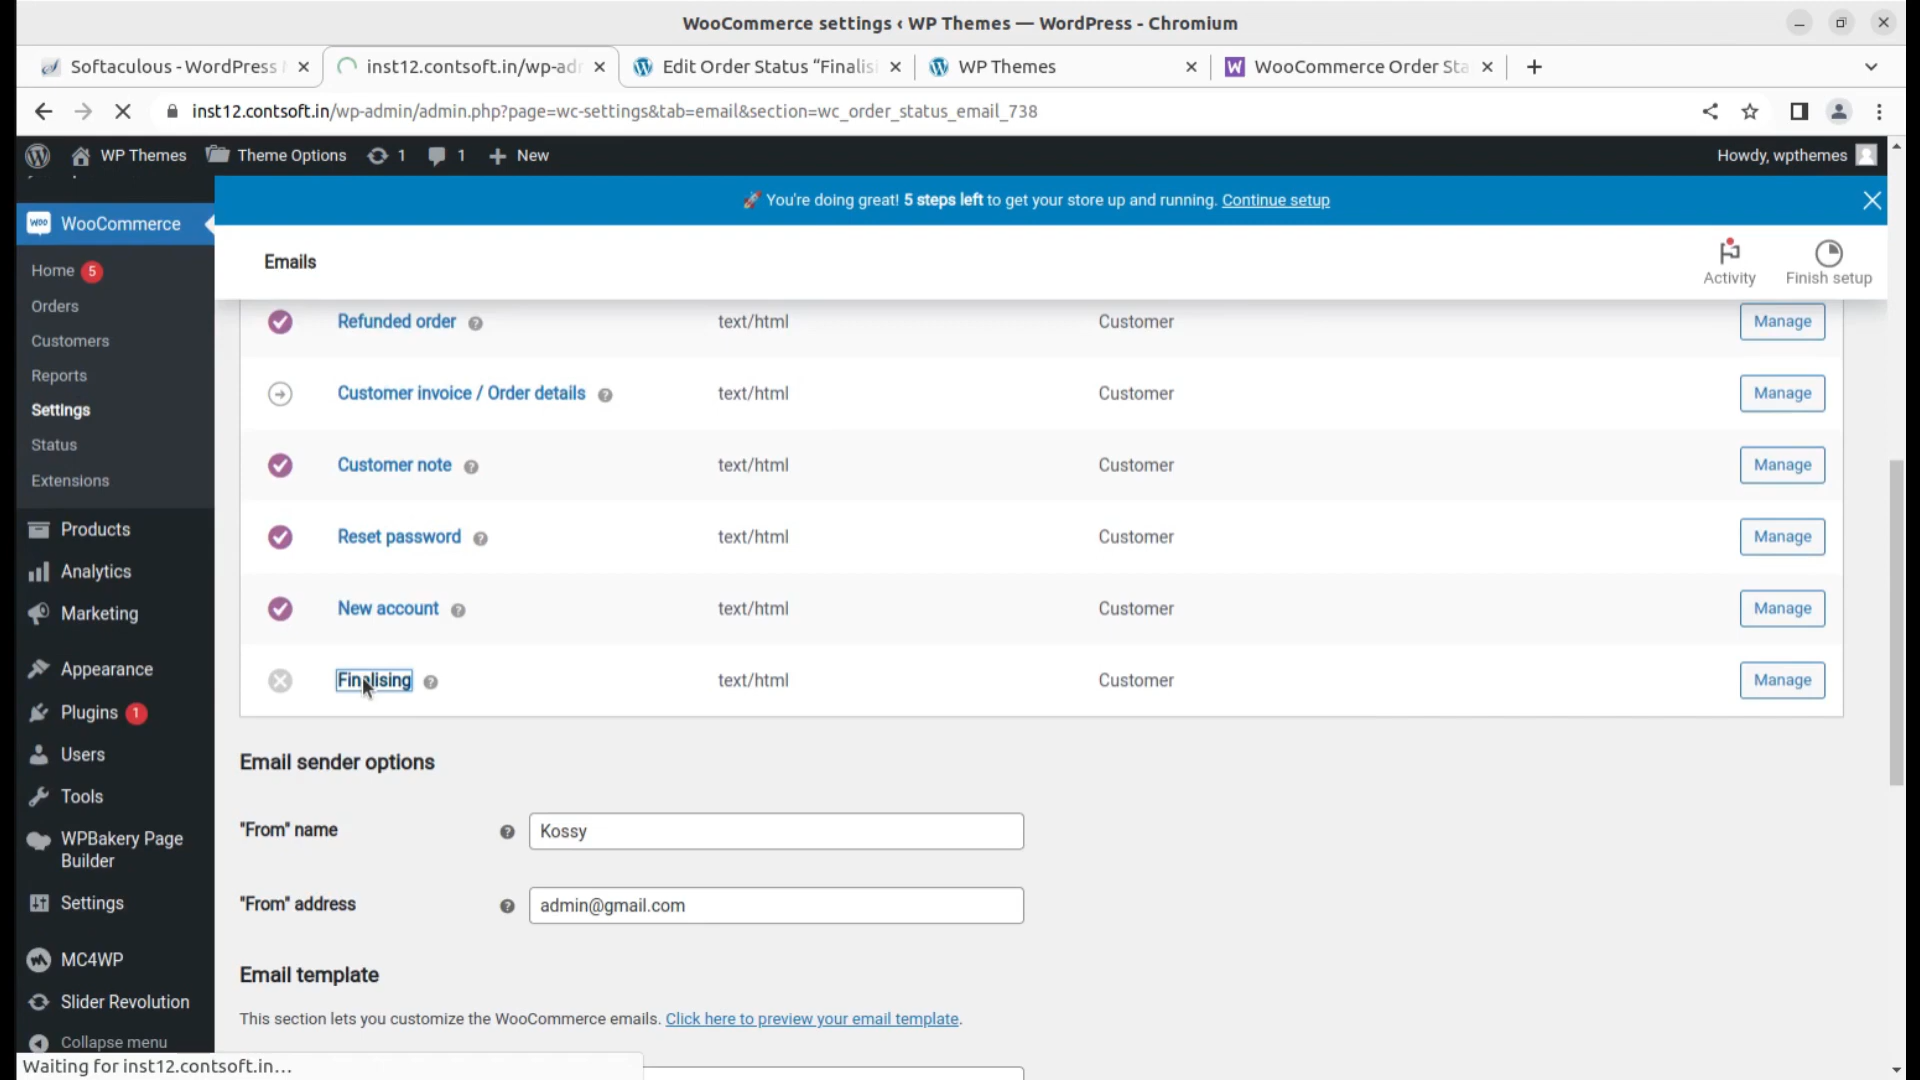 WooCommerce settings ‹ WP Themes — WordPress - Chromium
Softaculous - WordPress
inst12.contsoft.in/wp-adr
Edit Order Status “Finalis
WP Themes
WooCommerce Order Sta
inst12.contsoft.in/wp-admin/admin.php?page=wc-settings&tab=email&section=wc_order_status_email_738
WP Themes
Theme Options
1
1
New
Howdy, wpthemes
You're doing great! 5 steps left to get your store up and running. Continue setup
WooCommerce
Home 5
Orders
Customers
Reports
Settings
Status
Extensions
Products
Analytics
Marketing
Appearance
Plugins 1
Users
Tools
WPBakery Page
Builder
Settings
MC4WP
Slider Revolution
Collapse menu
Emails
Activity
Finish setup
Refunded order text/html Customer Manage
Customer invoice / Order details text/html Customer Manage
Customer note text/html Customer Manage
Reset password text/html Customer Manage
New account text/html Customer Manage
Finalising text/html Customer Manage
Email sender options
"From" name Kossy
"From" address admin@gmail.com
Email template
This section lets you customize the WooCommerce emails. Click here to preview your email template.
Waiting for inst12.contsoft.in...